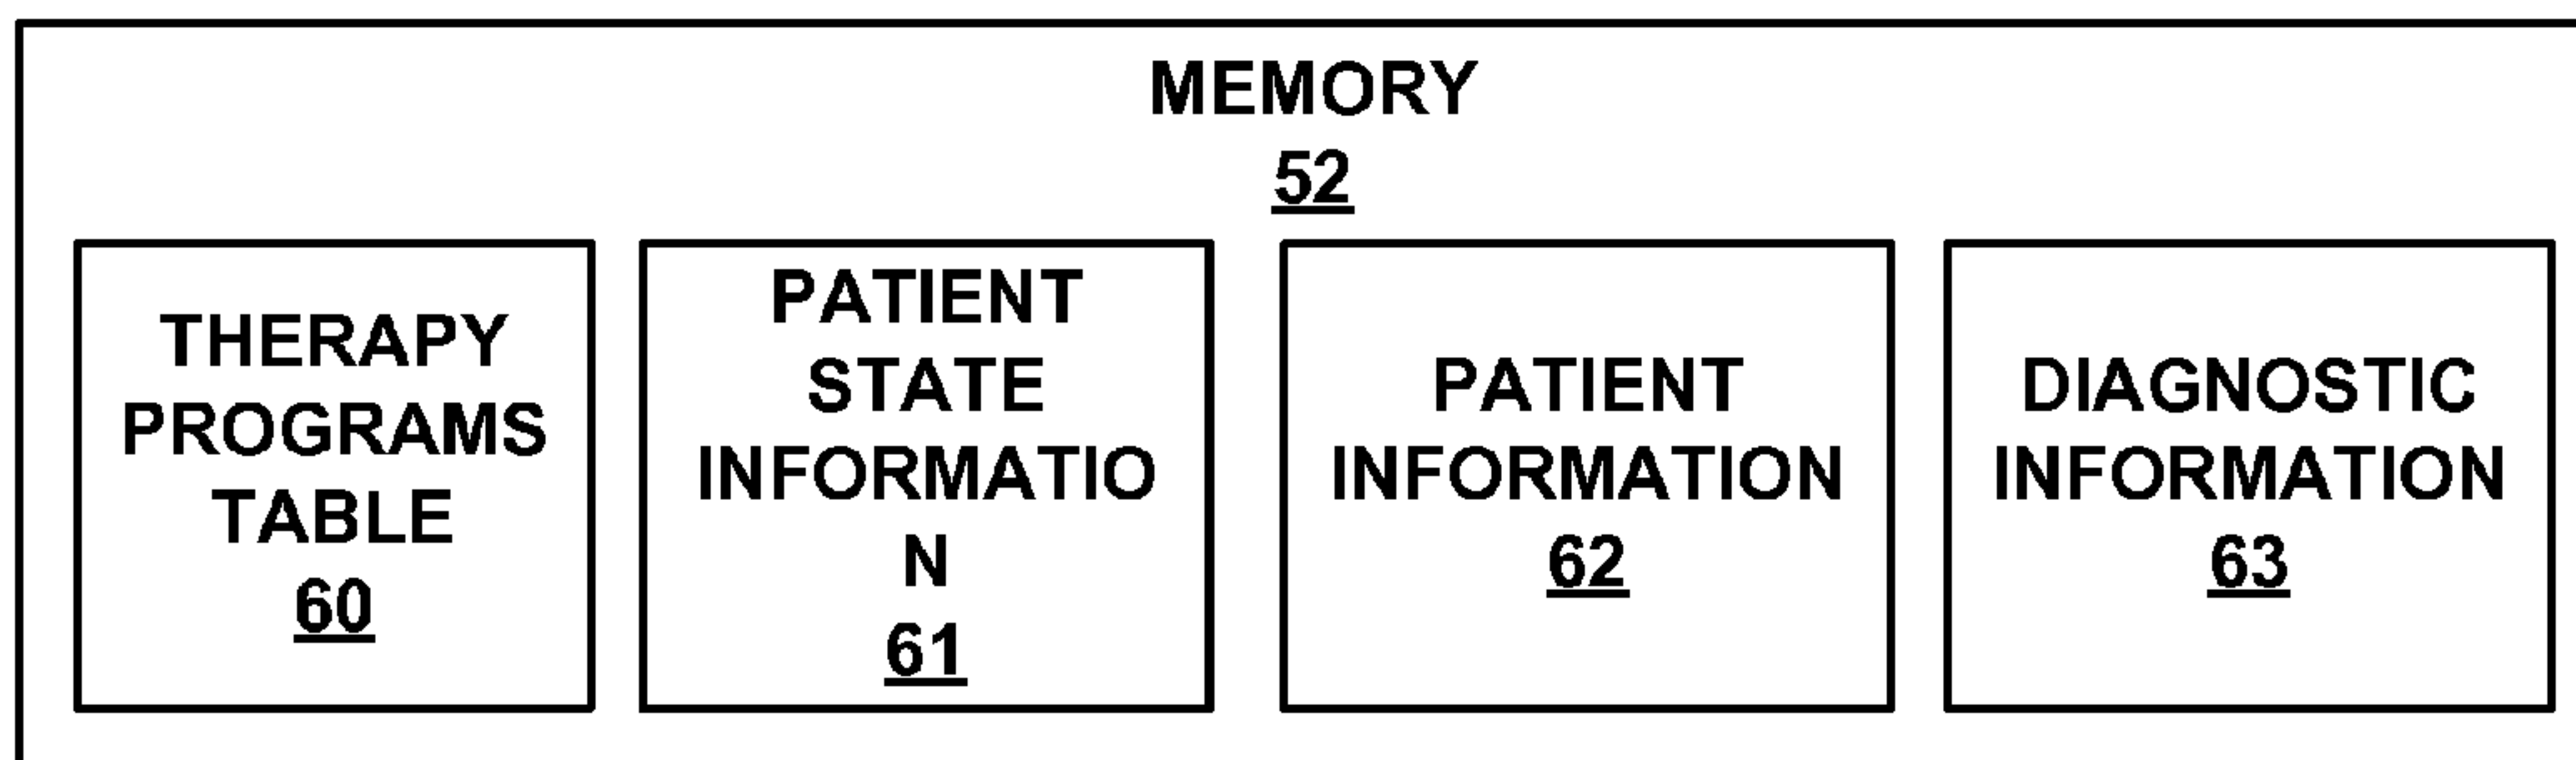 MEMORY
52
THERAPY
PROGRAMS
TABLE
60
PATIENT
STATE
INFORMATIO
N
61
PATIENT
INFORMATION
62
DIAGNOSTIC
INFORMATION
63